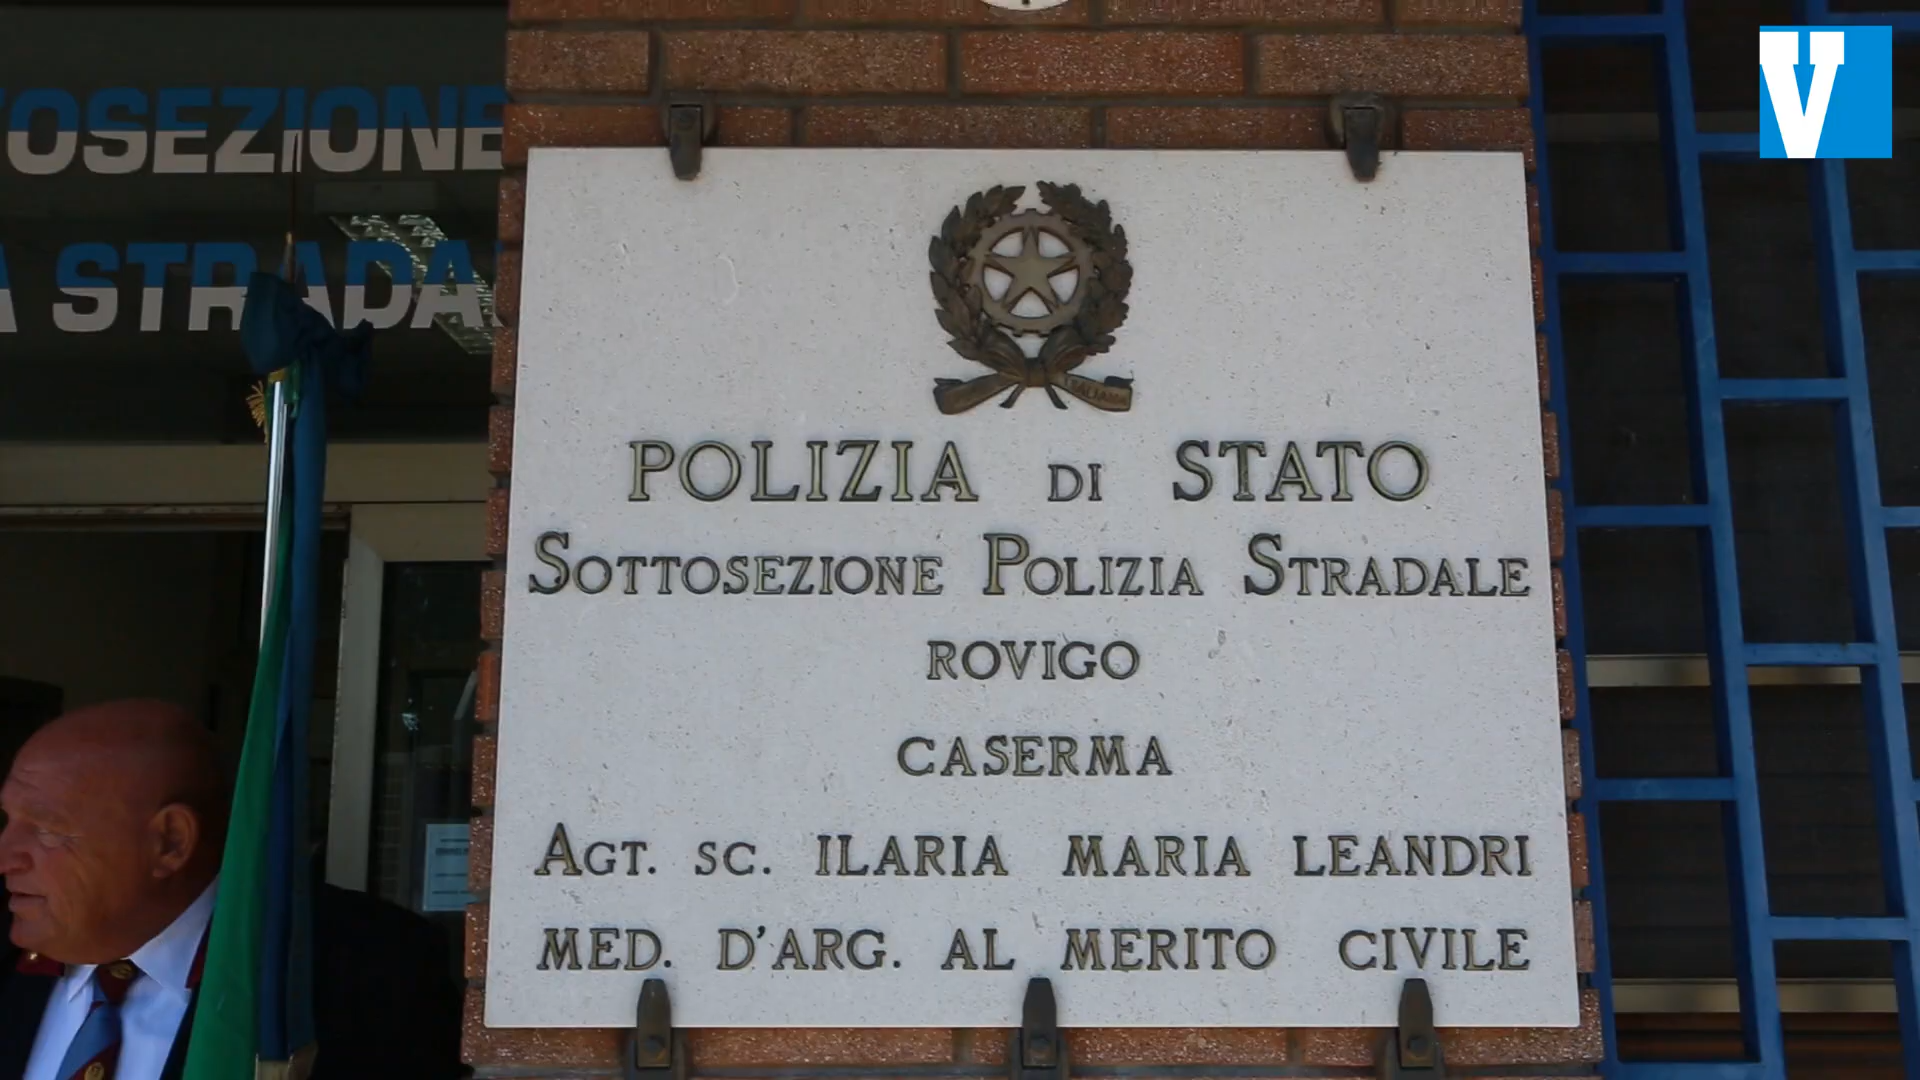 V
OSEZIONE
A STRADA
ITALIANA
POLIZIA DI STATO
SOTTOSEZIONE POLIZIA STRADALE
ROVIGO
CASERMA
AGT. SC. ILARIA MARIA LEANDRI
MED. D'ARG. AL MERITO CIVILE